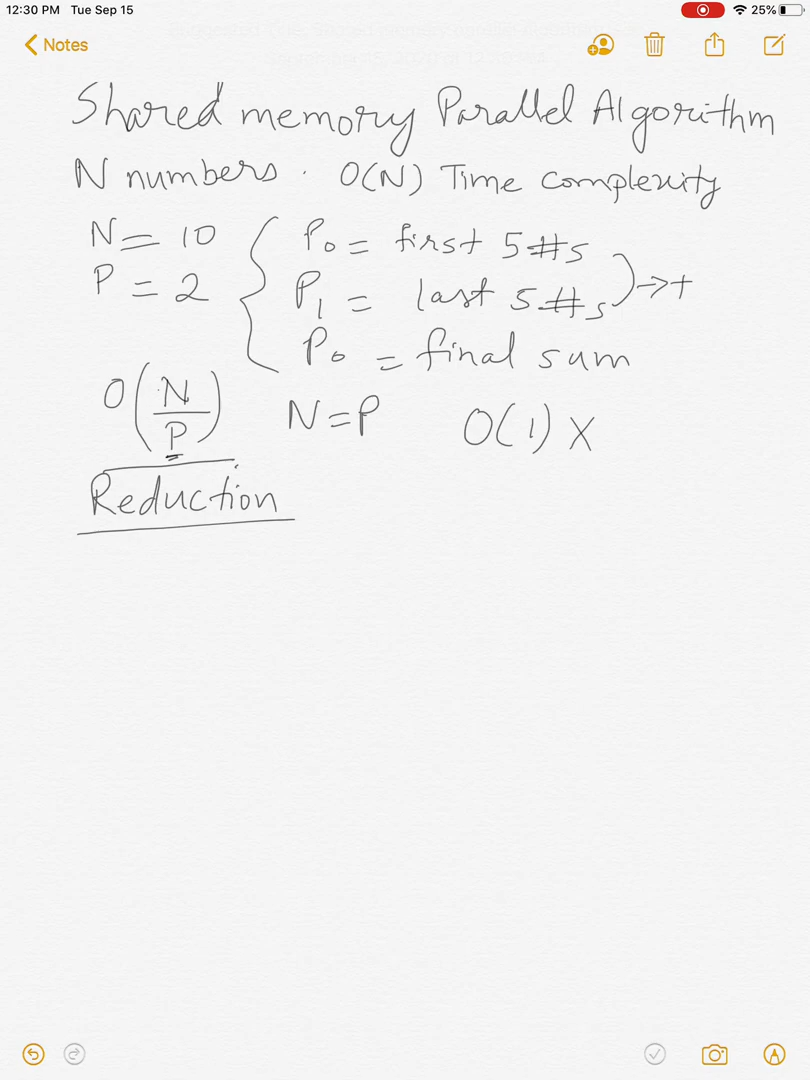 12:30 PM Tue Sep 15 25%
Notes
Shared memory Parallel Algorithm
N numbers. O(N) Time complexity
N = 10 P0 = first 5 #s
P = 2 P1 = last 5 #s → +
P0 = final sum
O(N/P) N = P O(1) X
Reduction